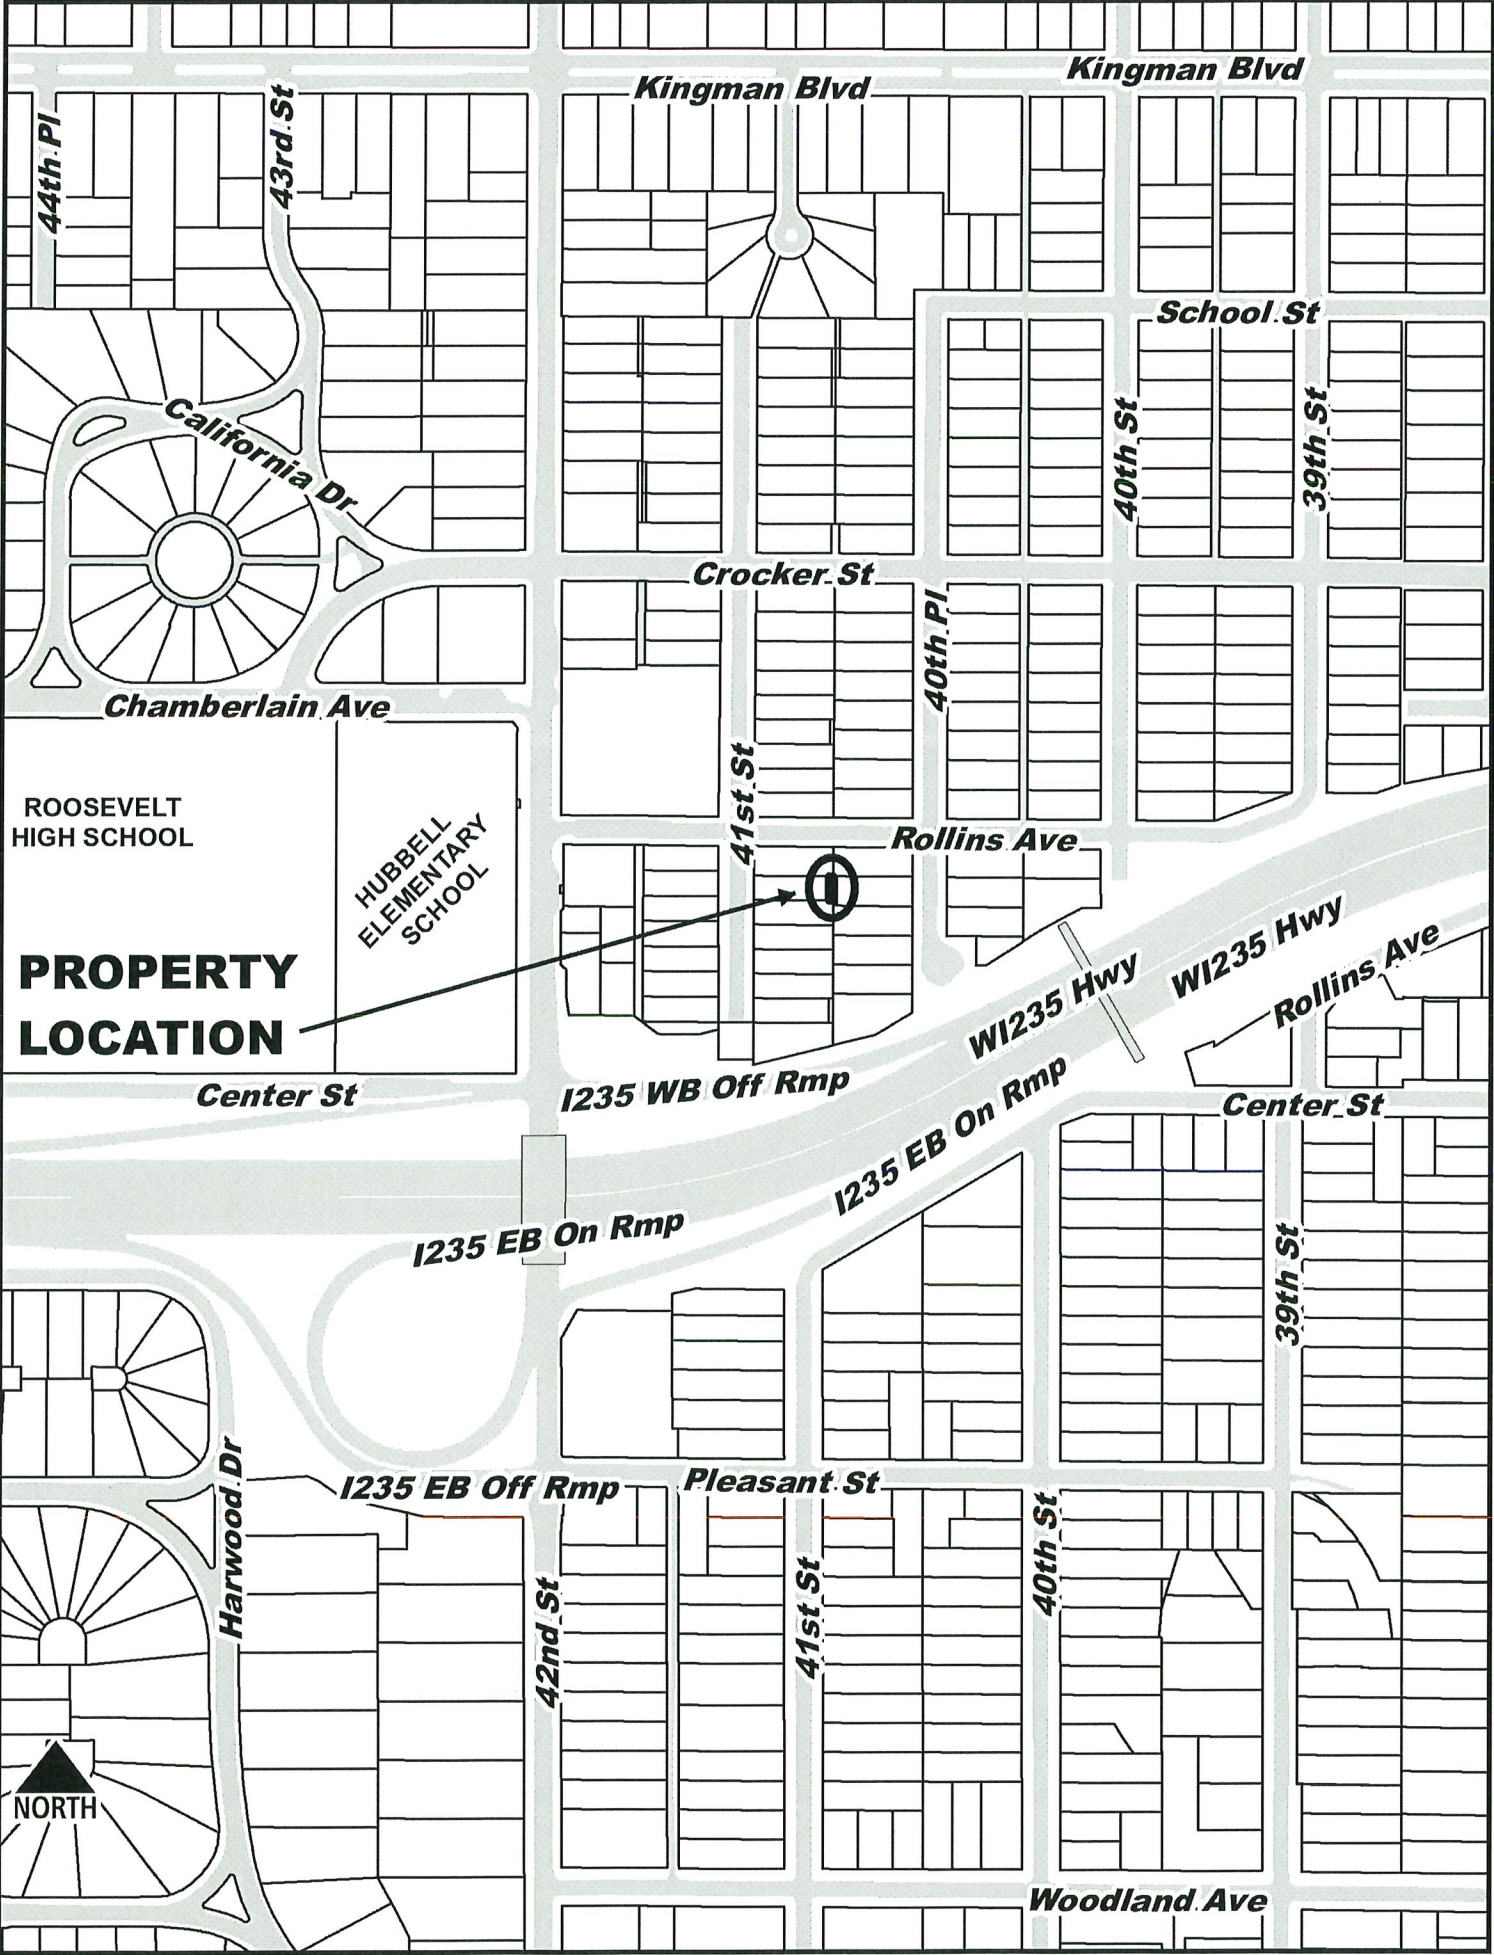 Kingman Blvd
Kingman Blvd
44th Pl
43rd St
School St
California Dr
40th St
39th St
Crocker St
40th Pl
Chamberlain Ave
41st St
ROOSEVELT
HIGH SCHOOL
HUBBELL
ELEMENTARY
SCHOOL
Rollins Ave
PROPERTY
LOCATION
WI235 Hwy
WI235 Hwy
Rollins Ave
Center St
I235 WB Off Rmp
I235 EB On Rmp
Center St
I235 EB On Rmp
39th St
Harwood Dr
I235 EB Off Rmp
Pleasant St
42nd St
41st St
40th St
NORTH
Woodland Ave